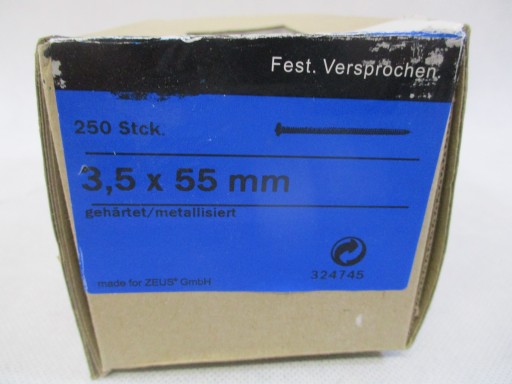 Fest. Versprochen.
250 Stck.
3,5 x 55 mm
gehärtet/metallisiert
324745
made for ZEUS® GmbH